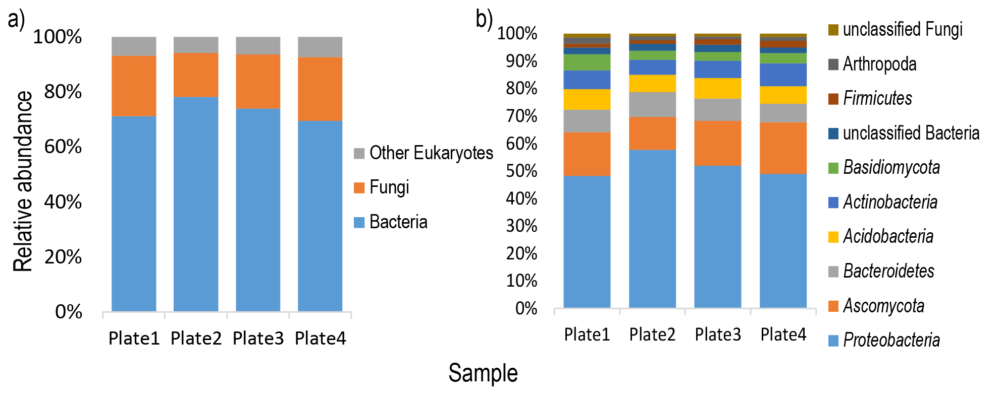 a)
Relative abundance
100%
80%
60%
40%
20%
0%
Plate1 Plate2 Plate3 Plate4
Other Eukaryotes
Fungi
Bacteria
b)
100%
90%
80%
70%
60%
50%
40%
30%
20%
10%
0%
Plate1 Plate2 Plate3 Plate4
unclassified Fungi
Arthropoda
Firmicutes
unclassified Bacteria
Basidiomycota
Actinobacteria
Acidobacteria
Bacteroidetes
Ascomycota
Proteobacteria
Sample